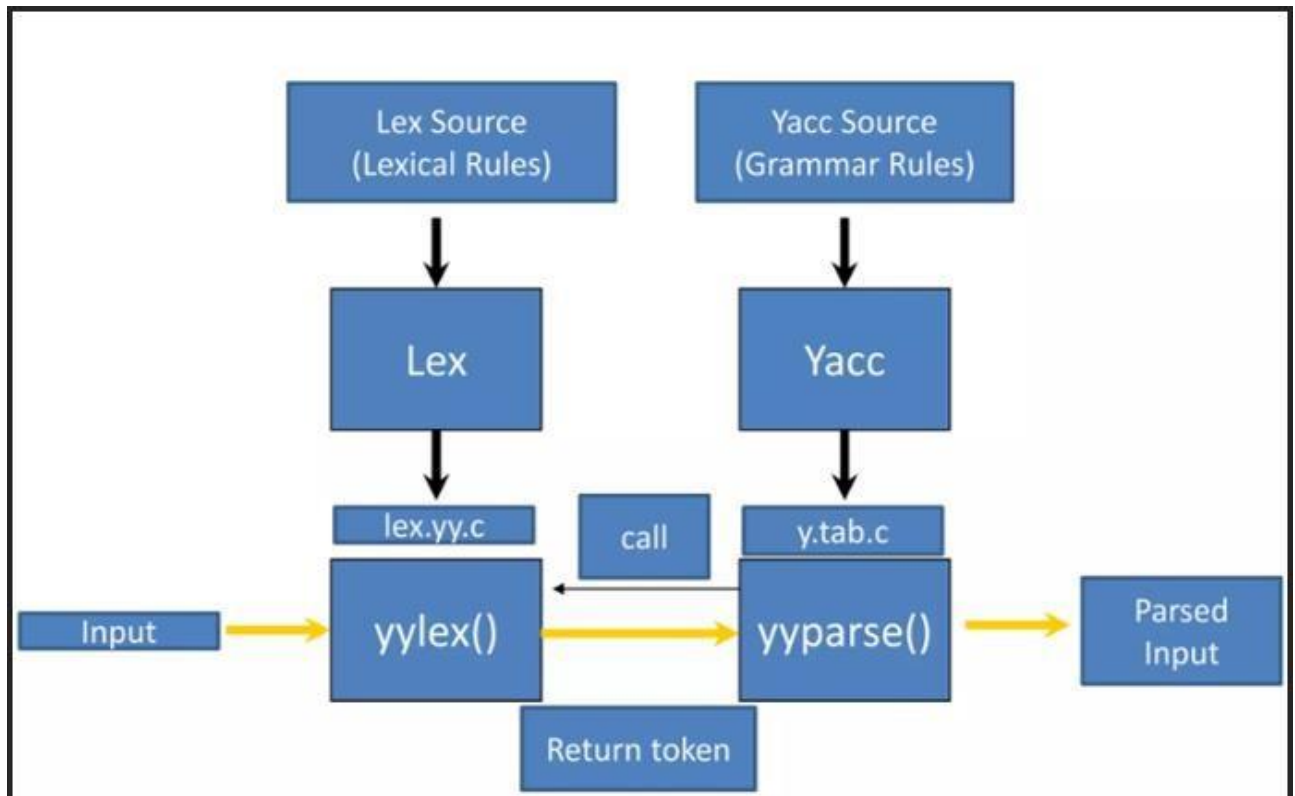 Lex Source
(Lexical Rules)
Yacc Source
(Grammar Rules)
Lex
Yacc
lex.yy.c
call
y.tab.c
Input
yylex()
yyparse()
Parsed
Input
Return token